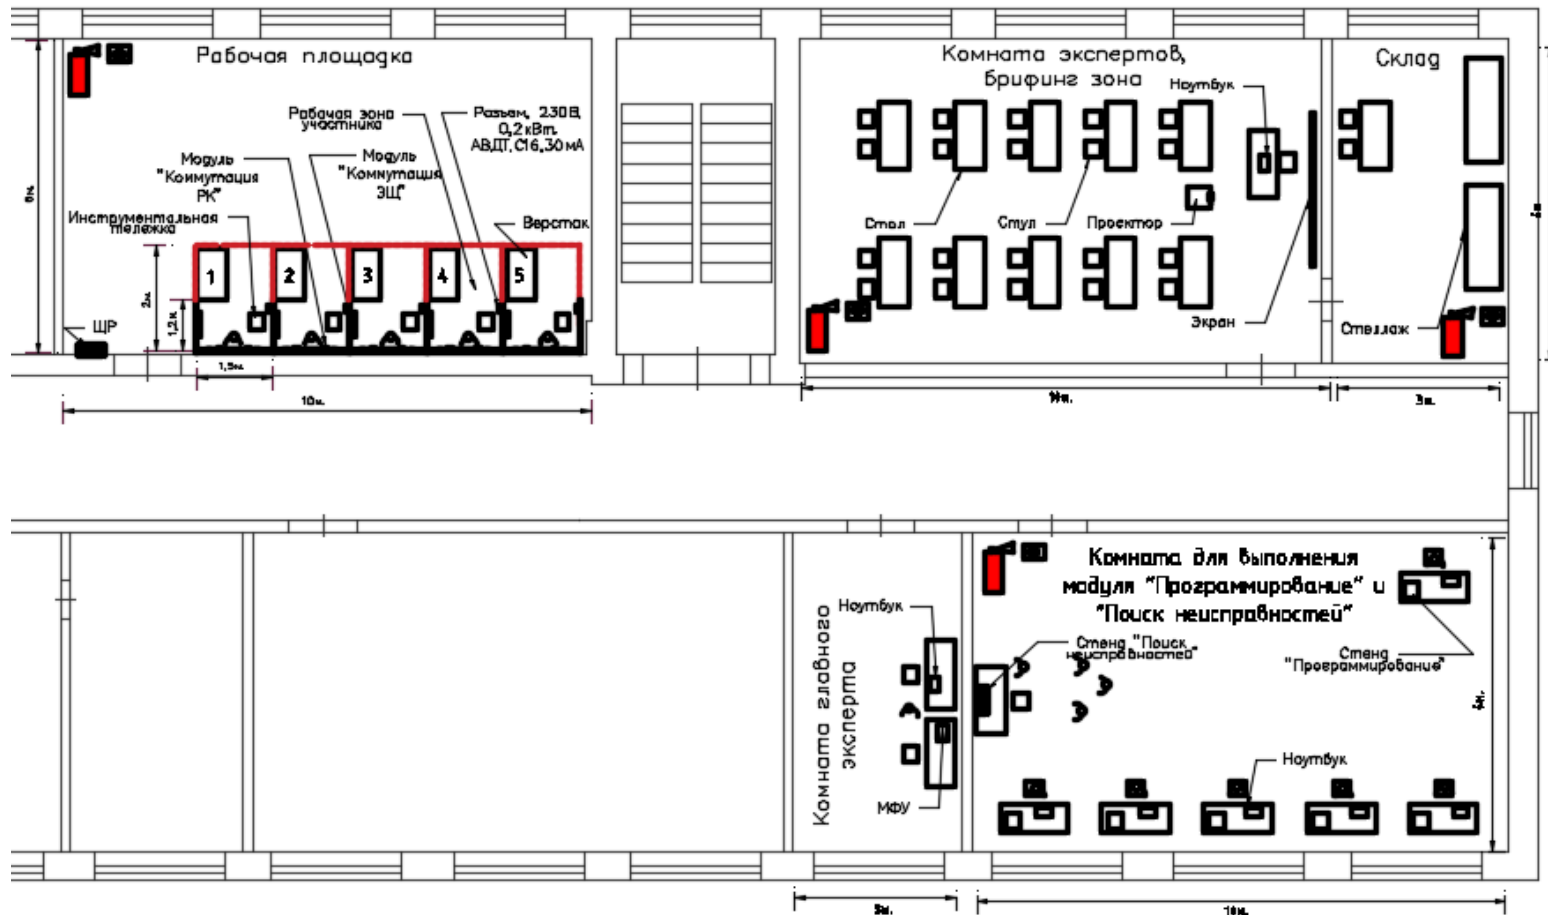 Рабочая площадка
Рабочая зона
участника
Разъем, 230В,
0,2 кВт.
АВДТ, С16, 30 мА
Модуль
"Коммутация
РК"
Модуль
"Коммутация
ЭЩ"
Инструментальная
тележка
Верстак
1
2
3
4
5
2м.
1,2м.
ЩР
1,5м.
10м.
Комната экспертов,
брифинг зона
Ноутбук
Стол
Стул
Проектор
Экран
Склад
Стеллаж
3м.
Комната главного
эксперта
Ноутбук
МФУ
Комната для выполнения
модуля "Программирование" и
"Поиск неисправностей"
Стенд "Поиск
неисправностей"
Стенд
"Программирование"
Ноутбук